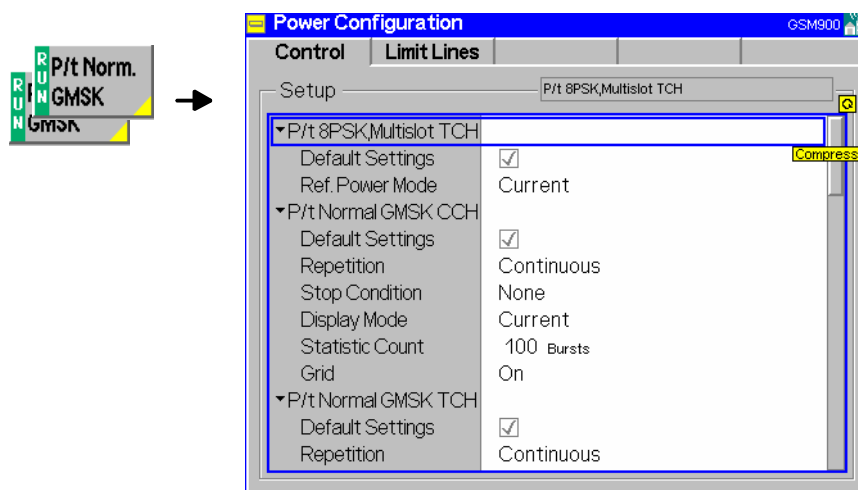 Power Configuration GSM900
Control Limit Lines
Setup P/t 8PSK,Multislot TCH
P/t 8PSK,Multislot TCH
Compress
Default Settings
Ref. Power Mode Current
P/t Normal GMSK CCH
Default Settings
Repetition Continuous
Stop Condition None
Display Mode Current
Statistic Count 100 Bursts
Grid On
P/t Normal GMSK TCH
Default Settings
Repetition Continuous
RUN
P/t Norm.
GMSK
RUN
GMSK